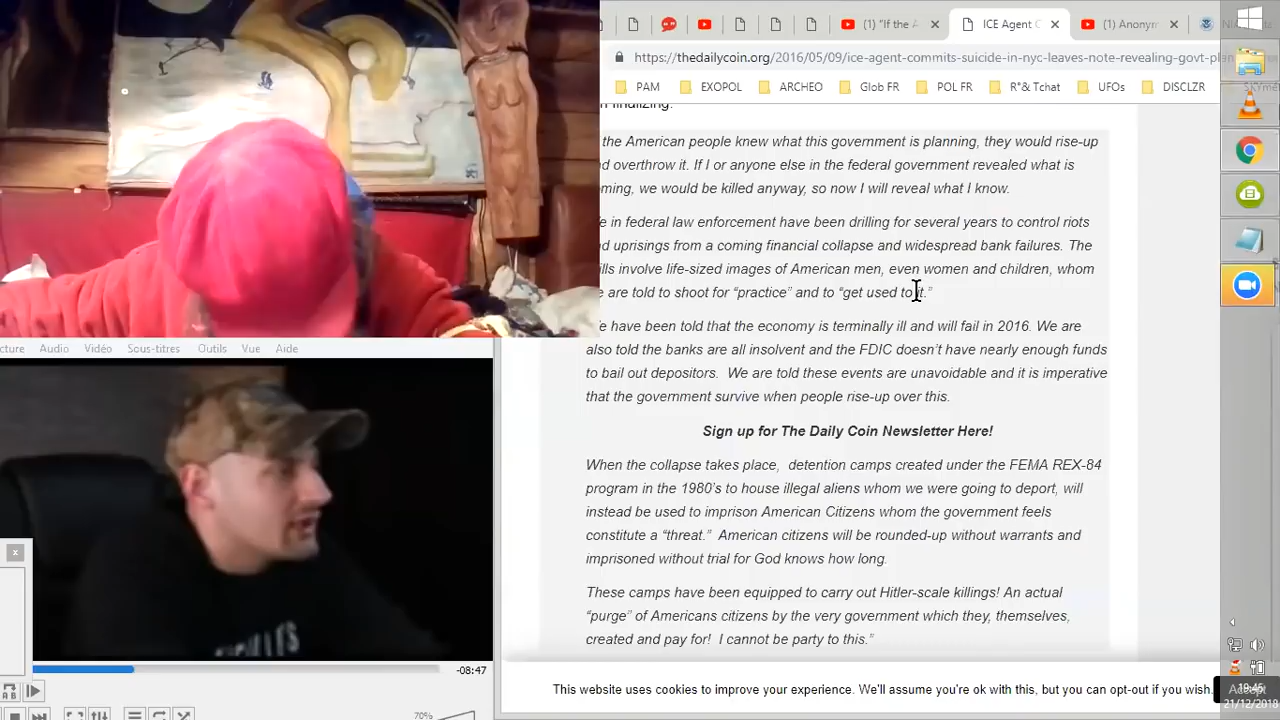 (1) "If the A
ICE Agent C
(1) Anonym
https://thedailycoin.org/2016/05/09/ice-agent-commits-suicide-in-nyc-leaves-note-revealing-govt-plan
PAM EXOPOL ARCHEO Glob FR POL FR R°& Tchat UFOs DISCLZR
finalizing:
the American people knew what this government is planning, they would rise-up
overthrow it. If I or anyone else in the federal government revealed what is
we would be killed anyway, so now I will reveal what I know.
in federal law enforcement have been drilling for several years to control riots
uprisings from a coming financial collapse and widespread bank failures. The
involve life-sized images of American men, even women and children, whom
are told to shoot for “practice” and to “get used to it.”
have been told that the economy is terminally ill and will fail in 2016. We are
also told the banks are all insolvent and the FDIC doesn’t have nearly enough funds
to bail out depositors. We are told these events are unavoidable and it is imperative
that the government survive when people rise-up over this.
Sign up for The Daily Coin Newsletter Here!
When the collapse takes place, detention camps created under the FEMA REX-84
program in the 1980’s to house illegal aliens whom we were going to deport, will
instead be used to imprison American Citizens whom the government feels
constitute a “threat.” American citizens will be rounded-up without warrants and
imprisoned without trial for God knows how long.
These camps have been equipped to carry out Hitler-scale killings! An actual
“purge” of Americans citizens by the very government which they, themselves,
created and pay for! I cannot be party to this.”
This website uses cookies to improve your experience. We'll assume you're ok with this, but you can opt-out if you wish.
Accept
21/12/2018
cture Audio Vidéo Sous-titres Outils Vue Aide
-08:47
70%